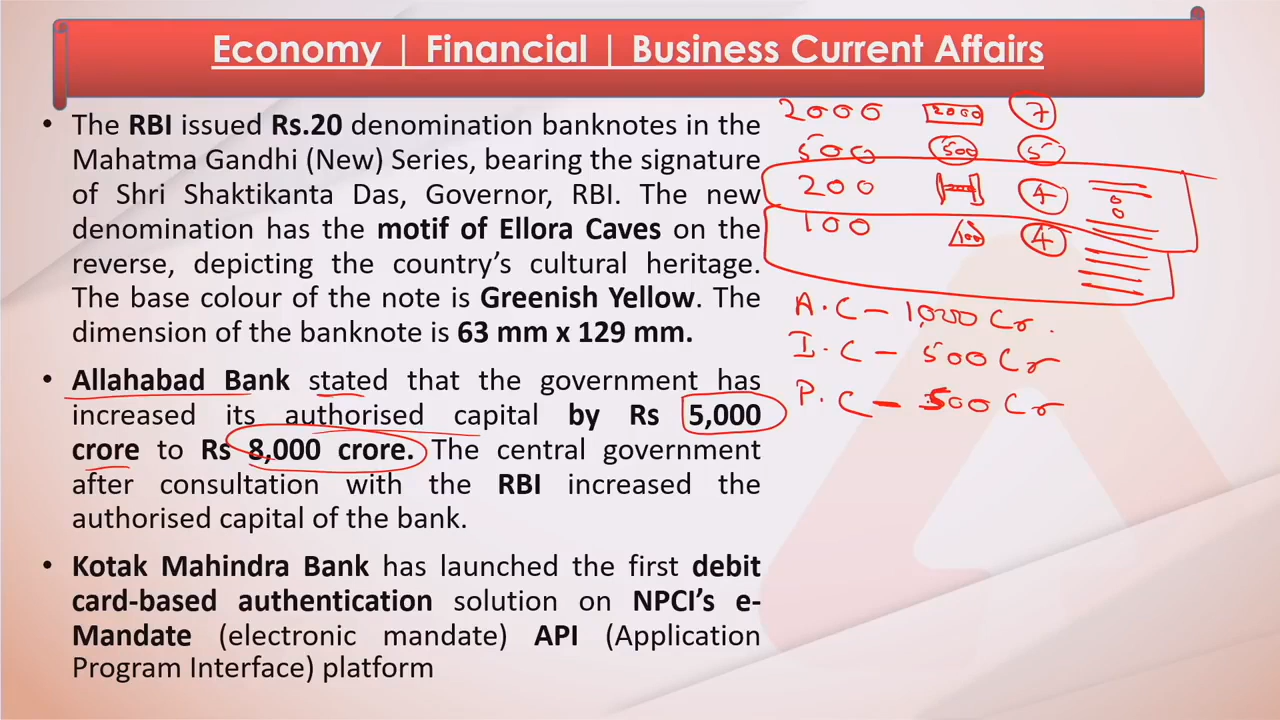 Economy | Financial | Business Current Affairs
• The RBI issued Rs.20 denomination banknotes in the
Mahatma Gandhi (New) Series, bearing the signature
of Shri Shaktikanta Das, Governor, RBI. The new
denomination has the motif of Ellora Caves on the
reverse, depicting the country's cultural heritage.
The base colour of the note is Greenish Yellow. The
dimension of the banknote is 63 mm x 129 mm.
• Allahabad Bank stated that the government has
increased its authorised capital by Rs 5,000
crore to Rs 8,000 crore. The central government
after consultation with the RBI increased the
authorised capital of the bank.
• Kotak Mahindra Bank has launched the first debit
card-based authentication solution on NPCI's e-
Mandate (electronic mandate) API (Application
Program Interface) platform
2000 2000 7
500 500 5
200 4
100 100 4
A.C - 1,000 Cr.
I.C - 500 Cr
P.C - 500 Cr